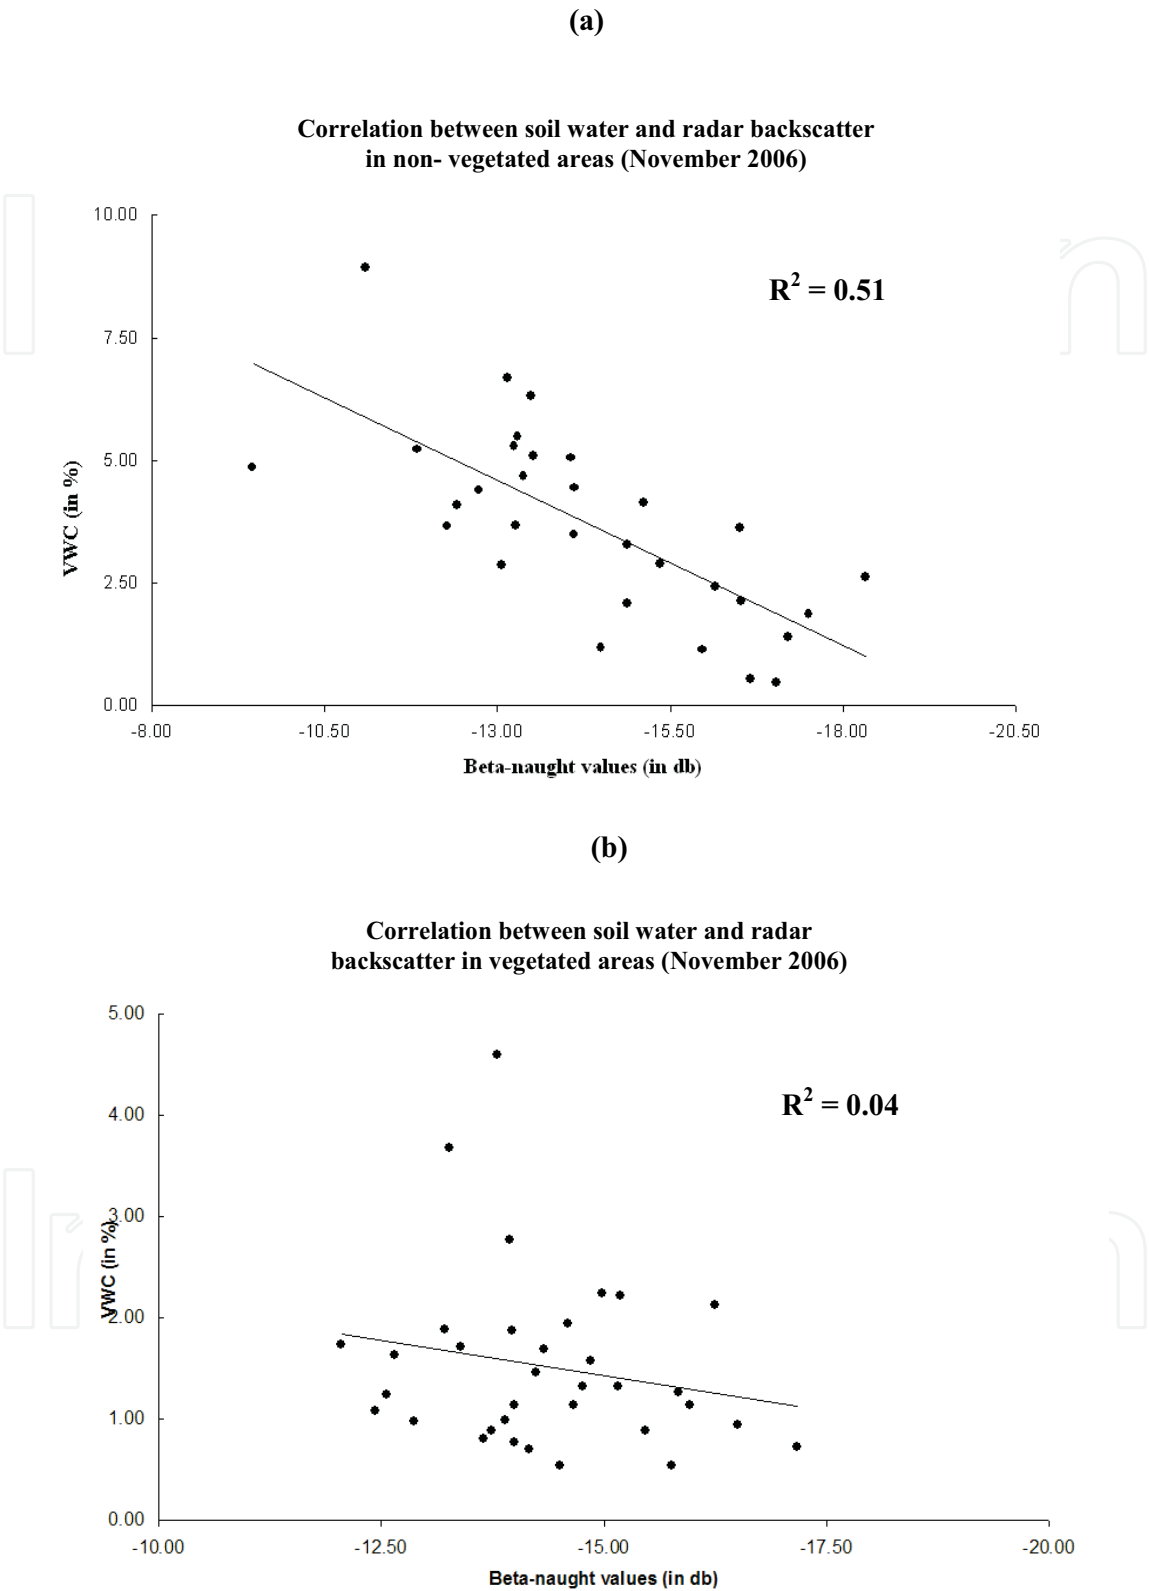 (a)
Correlation between soil water and radar backscatter
in non- vegetated areas (November 2006)
10.00
R² = 0.51
7.50
5.00
VWC (in %)
2.50
0.00
-8.00 -10.50 -13.00 -15.50 -18.00 -20.50
Beta-naught values (in db)
(b)
Correlation between soil water and radar
backscatter in vegetated areas (November 2006)
5.00
R² = 0.04
4.00
3.00
VWC (in %)
2.00
1.00
0.00
-10.00 -12.50 -15.00 -17.50 -20.00
Beta-naught values (in db)